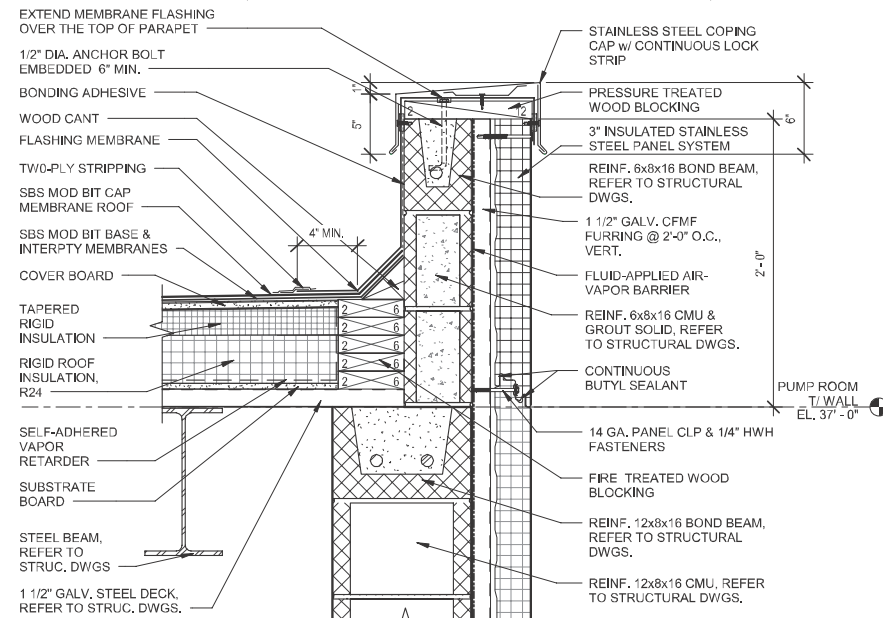 EXTEND MEMBRANE FLASHING
OVER THE TOP OF PARAPET
1/2" DIA. ANCHOR BOLT
EMBEDDED 6" MIN.
BONDING ADHESIVE
WOOD CANT
FLASHING MEMBRANE
TW0-PLY STRIPPING
SBS MOD BIT CAP
MEMBRANE ROOF
SBS MOD BIT BASE &
INTERPTY MEMBRANES
COVER BOARD
TAPERED
RIGID
INSULATION
RIGID ROOF
INSULATION,
R24
SELF-ADHERED
VAPOR
RETARDER
SUBSTRATE
BOARD
STEEL BEAM,
REFER TO
STRUC. DWGS
1 1/2" GALV. STEEL DECK,
REFER TO STRUC. DWGS.
4" MIN.
1"
5"
2
2
2 6
2 6
2 6
2 6
2 6
6"
2'-0"
STAINLESS STEEL COPING
CAP w/ CONTINUOUS LOCK
STRIP
PRESSURE TREATED
WOOD BLOCKING
3" INSULATED STAINLESS
STEEL PANEL SYSTEM
REINF. 6x8x16 BOND BEAM,
REFER TO STRUCTURAL
DWGS.
1 1/2" GALV. CFMF
FURRING @ 2'-0" O.C.,
VERT.
FLUID-APPLIED AIR-
VAPOR BARRIER
REINF. 6x8x16 CMU &
GROUT SOLID, REFER
TO STRUCTURAL DWGS.
CONTINUOUS
BUTYL SEALANT
PUMP ROOM
T/ WALL
EL. 37' - 0"
14 GA. PANEL CLP & 1/4" HWH
FASTENERS
FIRE TREATED WOOD
BLOCKING
REINF. 12x8x16 BOND BEAM,
REFER TO STRUCTURAL
DWGS.
REINF. 12x8x16 CMU, REFER
TO STRUCTURAL DWGS.